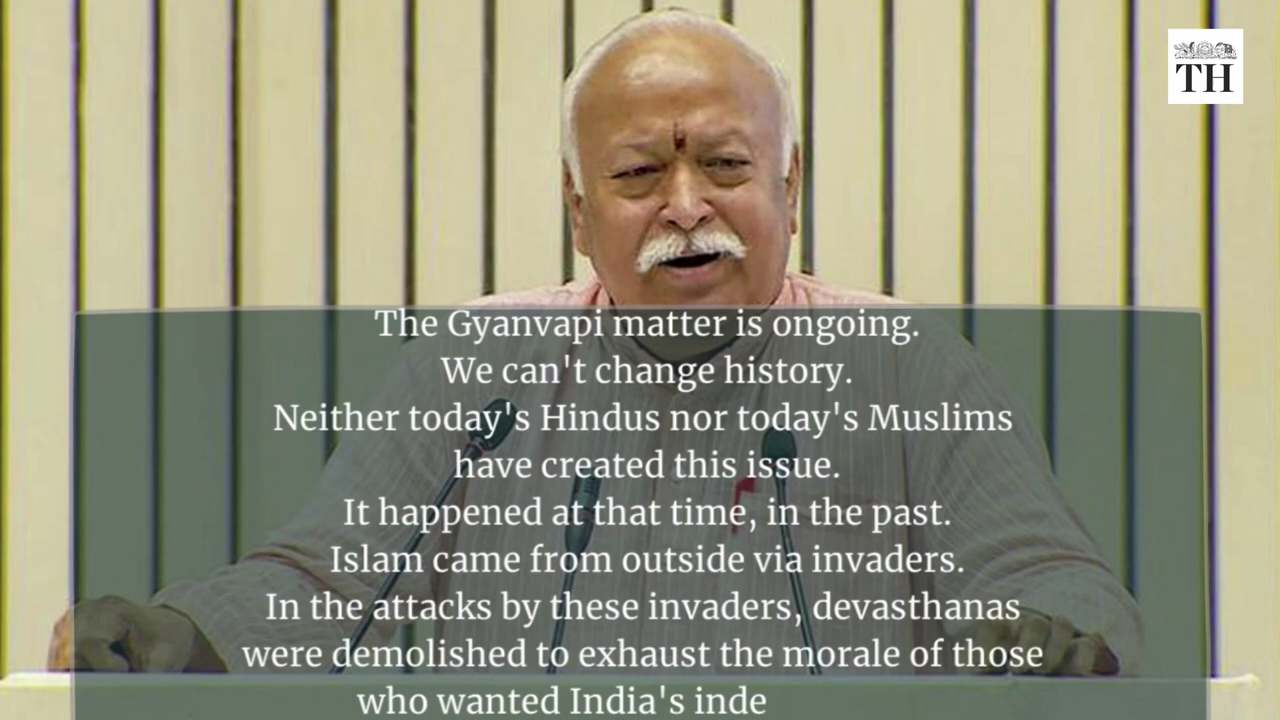 TH
The Gyanvapi matter is ongoing.
We can't change history.
Neither today's Hindus nor today's Muslims
have created this issue.
It happened at that time, in the past.
Islam came from outside via invaders.
In the attacks by these invaders, devasthanas
were demolished to exhaust the morale of those
who wanted India's inde